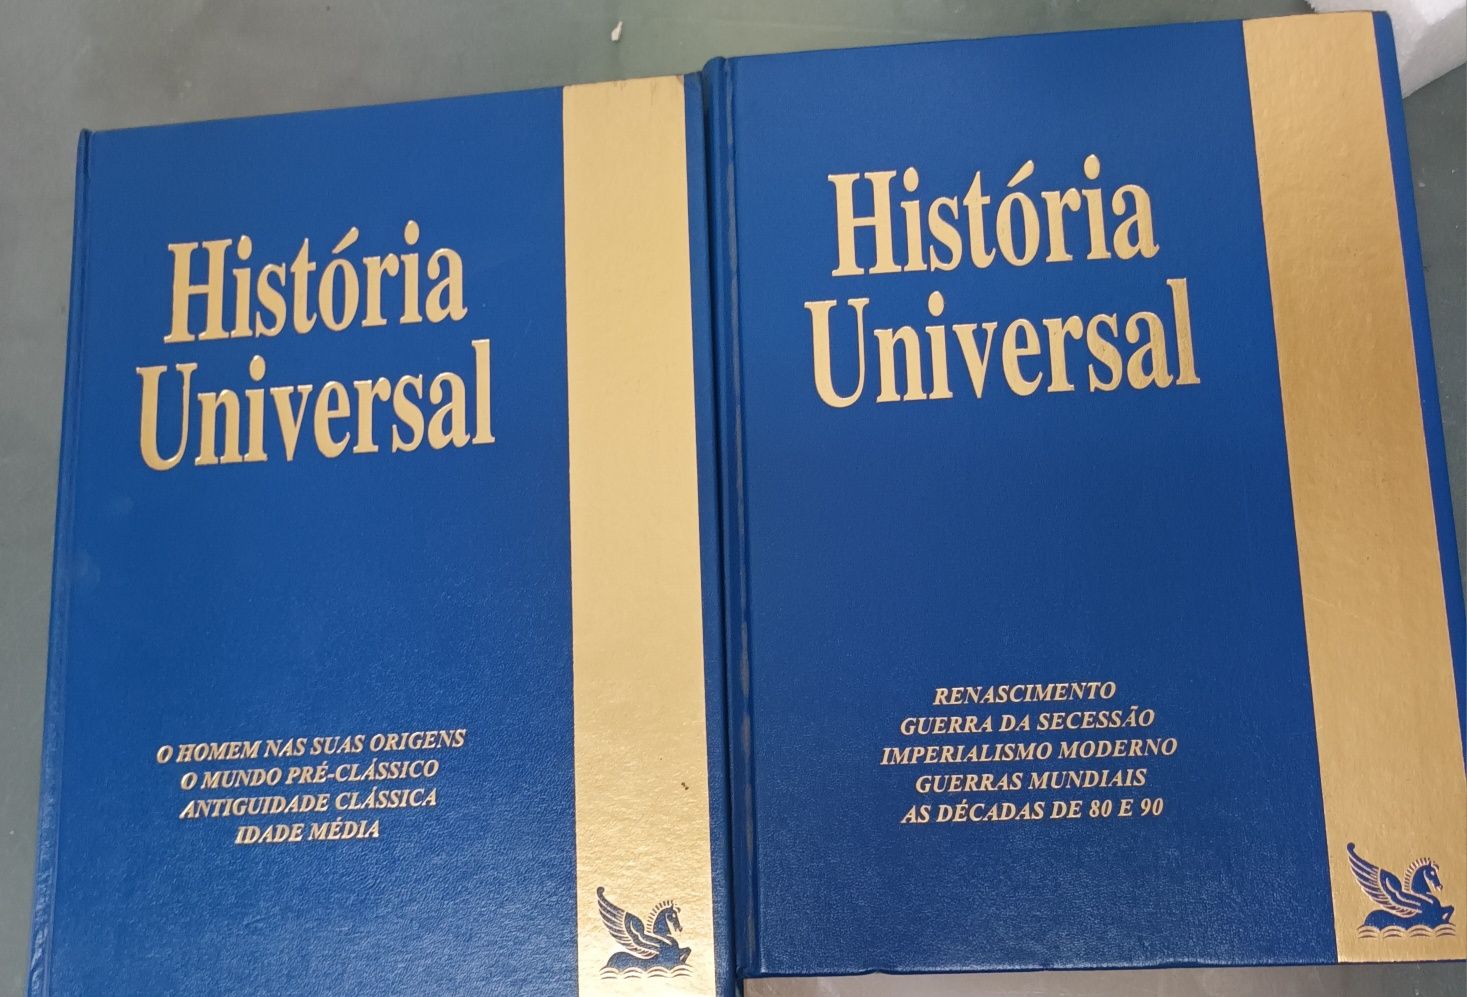 História
Universal
O HOMEM NAS SUAS ORIGENS
O MUNDO PRÉ-CLÁSSICO
ANTIGUIDADE CLÁSSICA
IDADE MÉDIA
História
Universal
RENASCIMENTO
GUERRA DA SECESSÃO
IMPERIALISMO MODERNO
GUERRAS MUNDIAIS
AS DÉCADAS DE 80 E 90